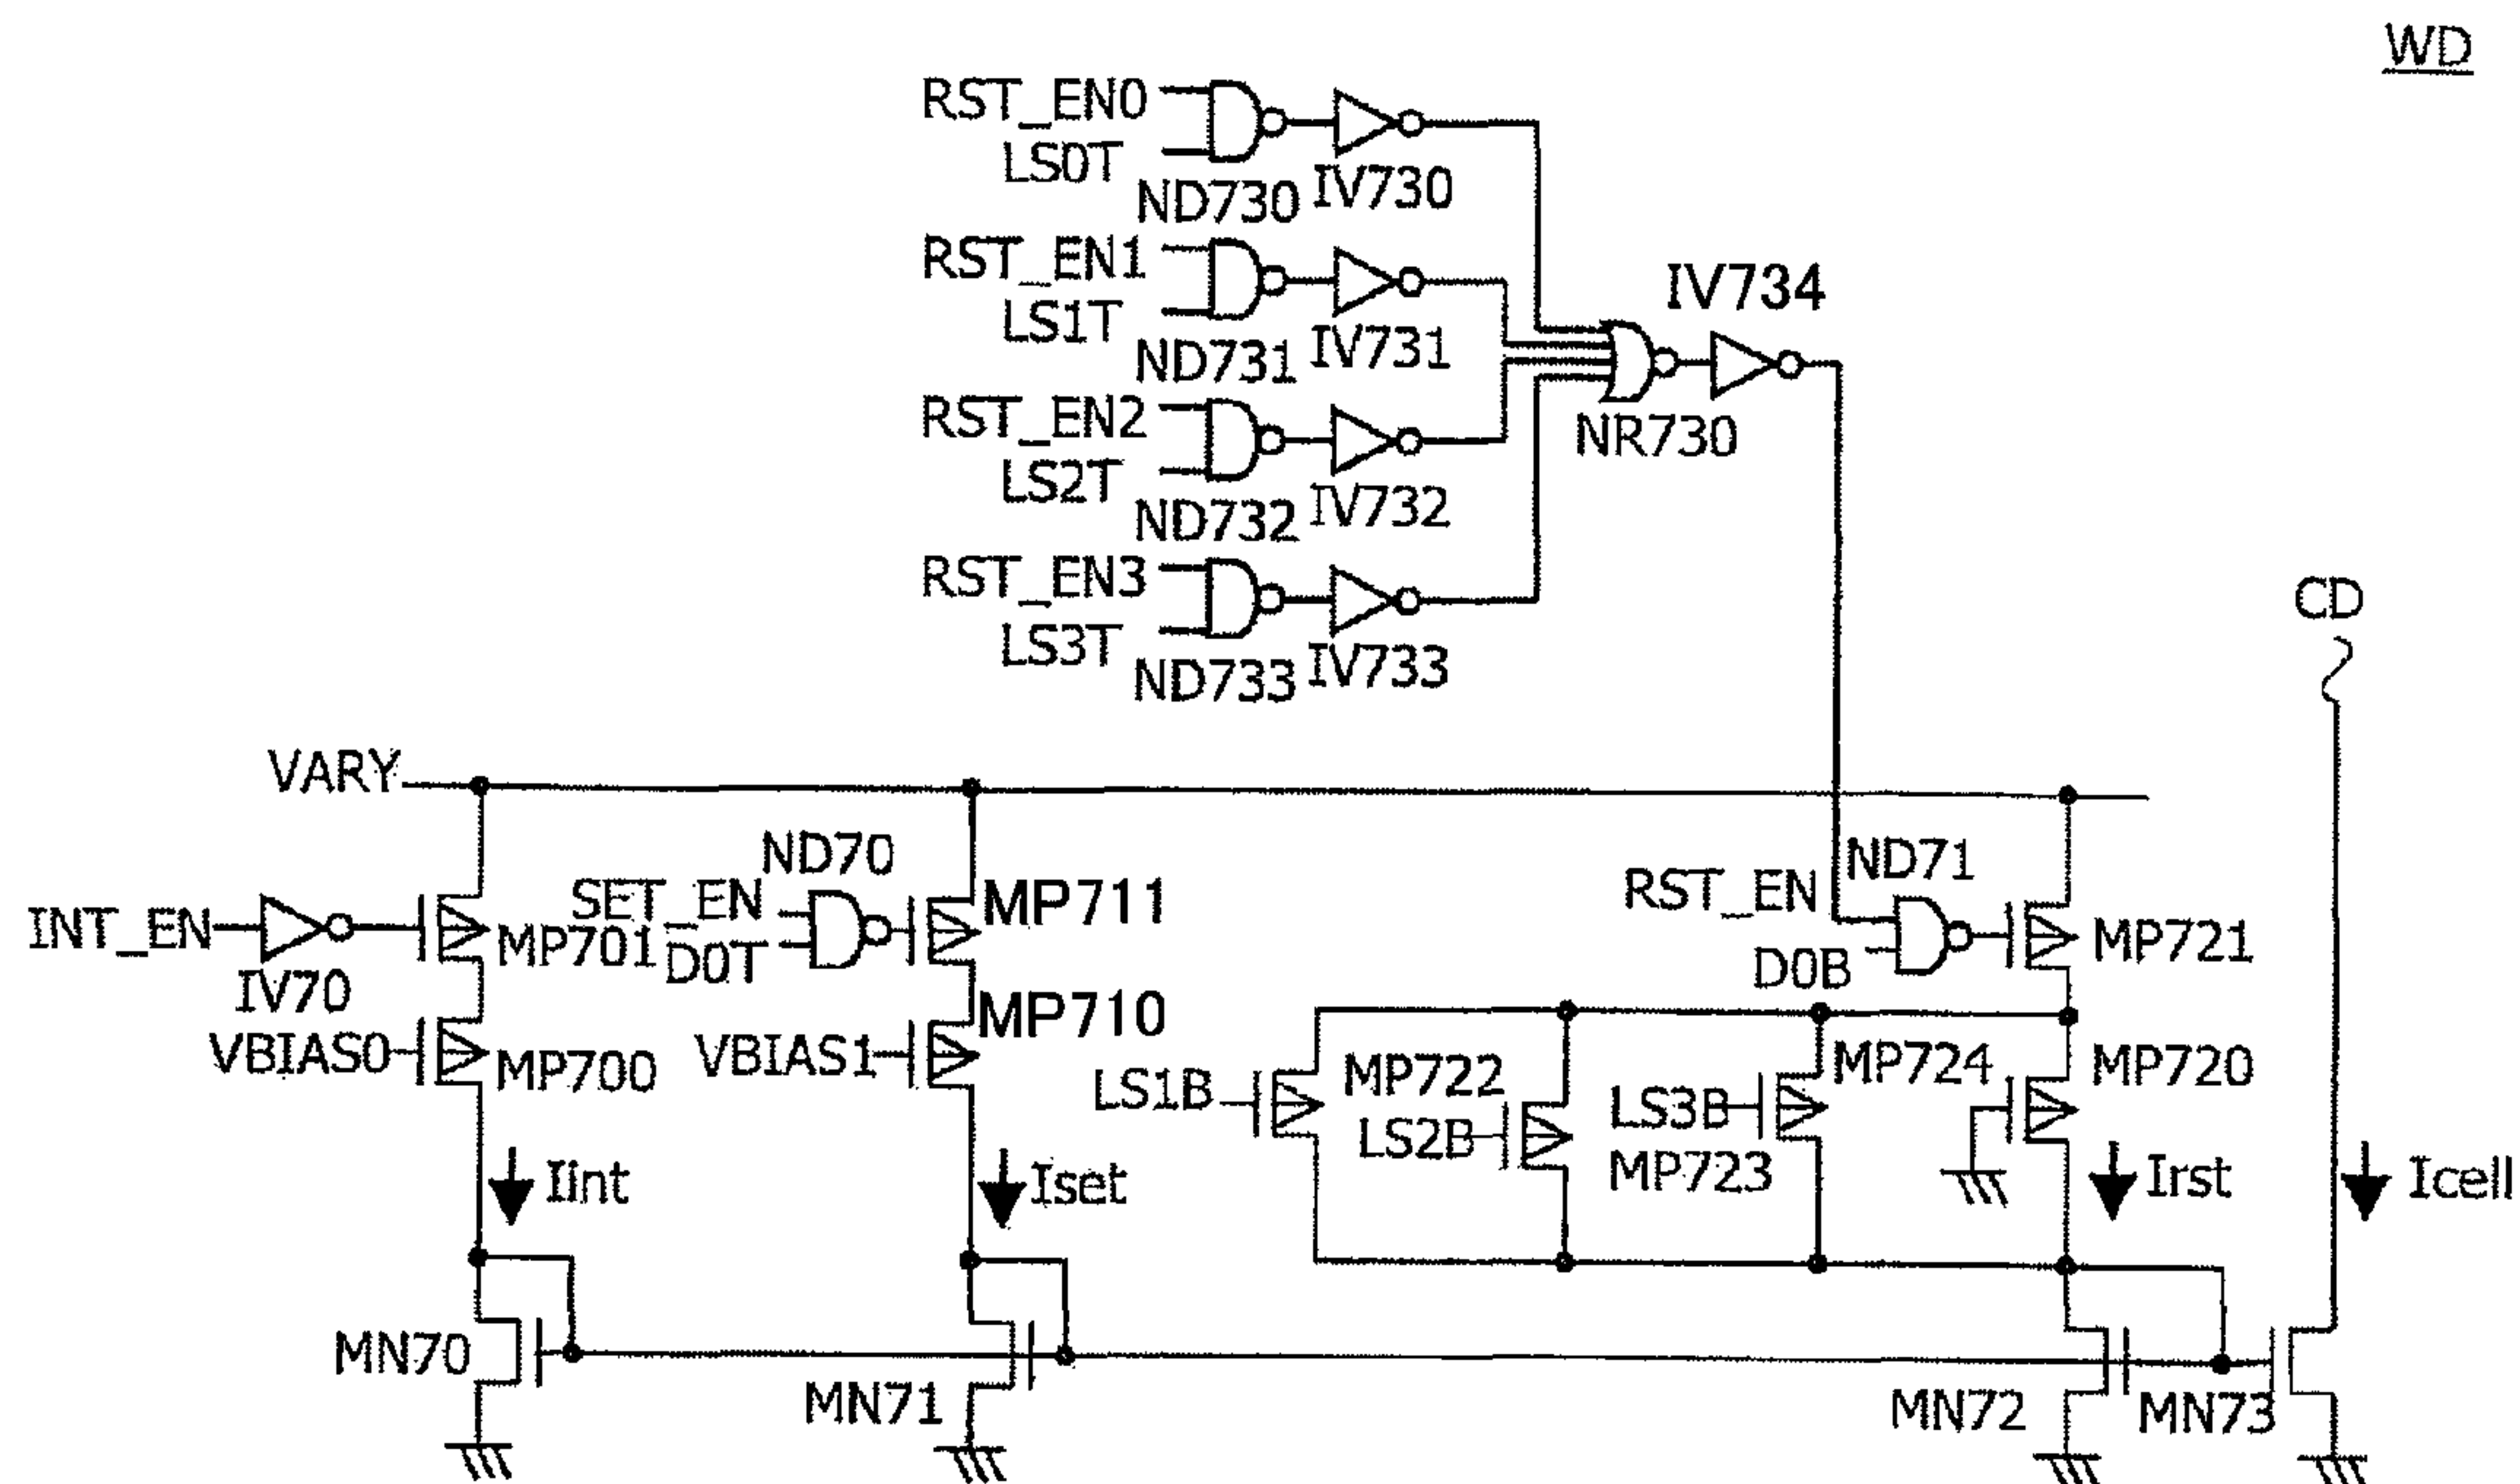 WD
RST_EN0
LS0T
ND730
IV730
RST_EN1
LS1T
ND731
IV731
IV734
RST_EN2
LS2T
ND732
IV732
NR730
RST_EN3
LS3T
ND733
IV733
CD
VARY
ND70
ND71
INT_EN
IV70
MP701
SET_EN
D0T
MP711
RST_EN
D0B
MP721
VBIAS0
MP700
VBIAS1
MP710
LS1B
MP722
LS2B
LS3B
MP723
MP724
MP720
Iint
Iset
Irst
Icell
MN70
MN71
MN72
MN73